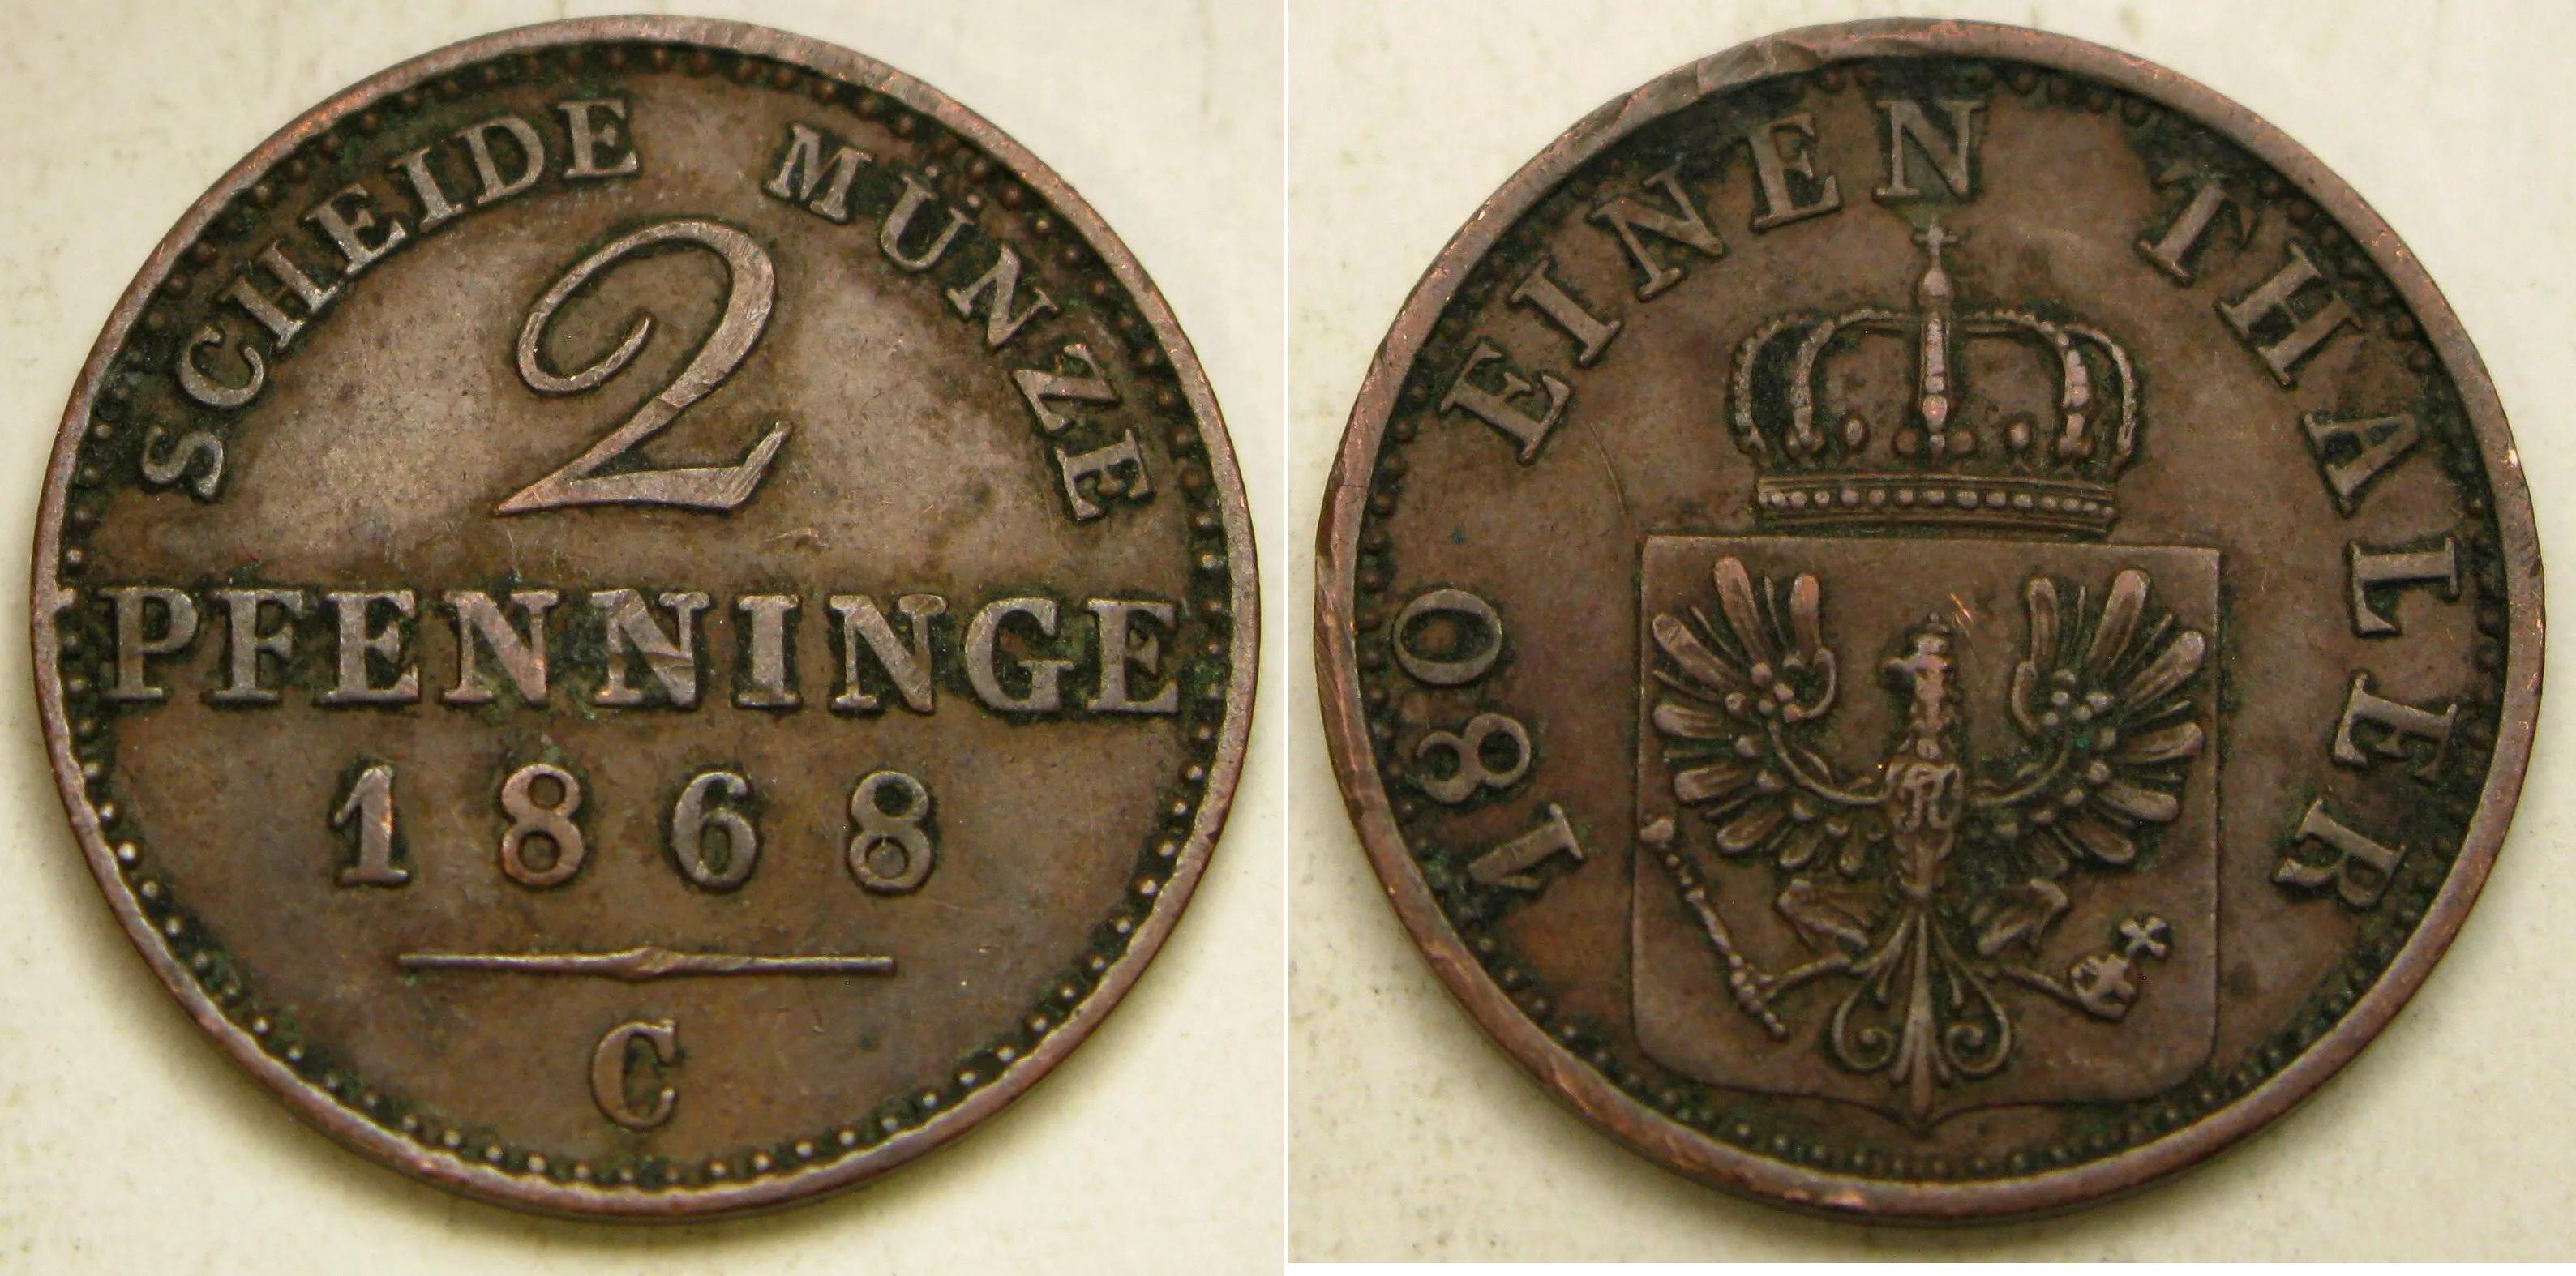 SCHEIDE MÜNZE
2
PFENNINGE
1868
C
180 EINEN THALER